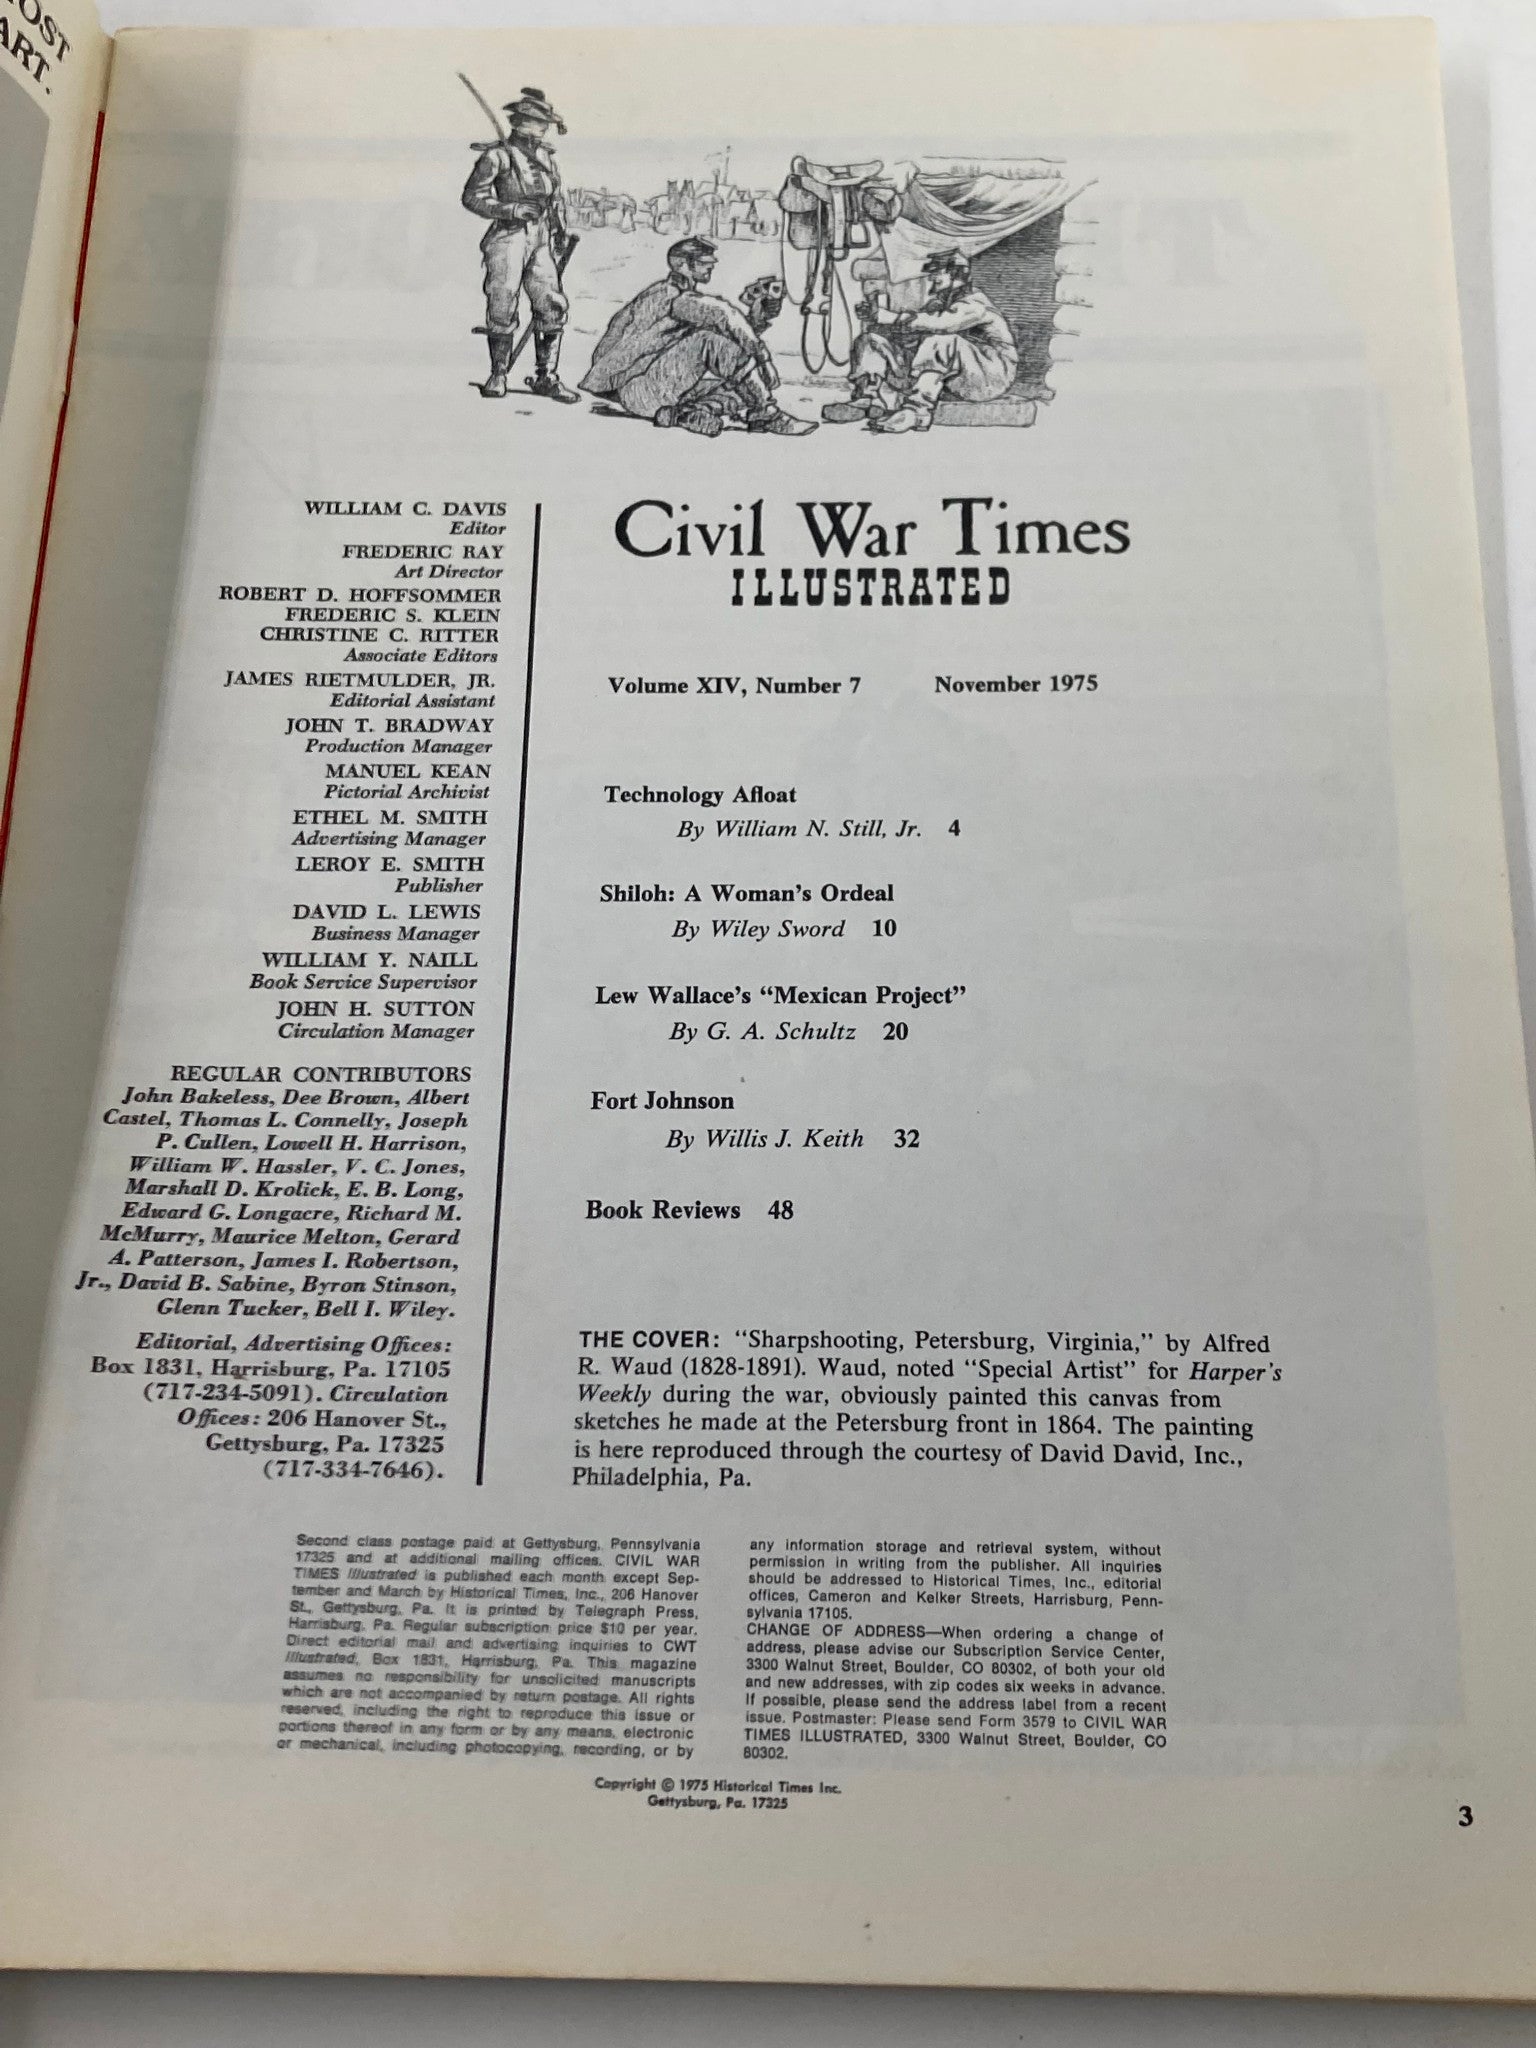 OST
ART.
WILLIAM C. DAVIS
Editor
FREDERIC RAY
Art Director
ROBERT D. HOFFSOMMER
FREDERIC S. KLEIN
CHRISTINE C. RITTER
Associate Editors
JAMES RIETMULDER, JR.
Editorial Assistant
JOHN T. BRADWAY
Production Manager
MANUEL KEAN
Pictorial Archivist
ETHEL M. SMITH
Advertising Manager
LEROY E. SMITH
Publisher
DAVID L. LEWIS
Business Manager
WILLIAM Y. NAILL
Book Service Supervisor
JOHN H. SUTTON
Circulation Manager
REGULAR CONTRIBUTORS
John Bakeless, Dee Brown, Albert
Castel, Thomas L. Connelly, Joseph
P. Cullen, Lowell H. Harrison,
William W. Hassler, V. C. Jones,
Marshall D. Krolick, E. B. Long,
Edward G. Longacre, Richard M.
McMurry, Maurice Melton, Gerard
A. Patterson, James I. Robertson,
Jr., David B. Sabine, Byron Stinson,
Glenn Tucker, Bell I. Wiley.
Editorial, Advertising Offices:
Box 1831, Harrisburg, Pa. 17105
(717-234-5091). Circulation
Offices: 206 Hanover St.,
Gettysburg, Pa. 17325
(717-334-7646).
Civil War Times
ILLUSTRATED
Volume XIV, Number 7 November 1975
Technology Afloat
By William N. Still, Jr. 4
Shiloh: A Woman's Ordeal
By Wiley Sword 10
Lew Wallace's “Mexican Project”
By G. A. Schultz 20
Fort Johnson
By Willis J. Keith 32
Book Reviews 48
THE COVER: “Sharpshooting, Petersburg, Virginia,” by Alfred
R. Waud (1828-1891). Waud, noted “Special Artist” for Harper's
Weekly during the war, obviously painted this canvas from
sketches he made at the Petersburg front in 1864. The painting
is here reproduced through the courtesy of David David, Inc.,
Philadelphia, Pa.
Second class postage paid at Gettysburg, Pennsylvania
17325 and at additional mailing offices. CIVIL WAR
TIMES Illustrated is published each month except Sep-
tember and March by Historical Times, Inc., 206 Hanover
St., Gettysburg, Pa. It is printed by Telegraph Press,
Harrisburg, Pa. Regular subscription price $10 per year.
Direct editorial mail and advertising inquiries to CWT
Illustrated, Box 1831, Harrisburg, Pa. This magazine
assumes no responsibility for unsolicited manuscripts
which are not accompanied by return postage. All rights
reserved, including the right to reproduce this issue or
portions thereof in any form or by any means, electronic
or mechanical, including photocopying, recording, or by
any information storage and retrieval system, without
permission in writing from the publisher. All inquiries
should be addressed to Historical Times, Inc., editorial
offices, Cameron and Kelker Streets, Harrisburg, Penn-
sylvania 17105.
CHANGE OF ADDRESS—When ordering a change of
address, please advise our Subscription Service Center,
3300 Walnut Street, Boulder, CO 80302, of both your old
and new addresses, with zip codes six weeks in advance.
If possible, please send the address label from a recent
issue. Postmaster: Please send Form 3579 to CIVIL WAR
TIMES ILLUSTRATED, 3300 Walnut Street, Boulder, CO
80302.
Copyright © 1975 Historical Times Inc.
Gettysburg, Pa. 17325
3